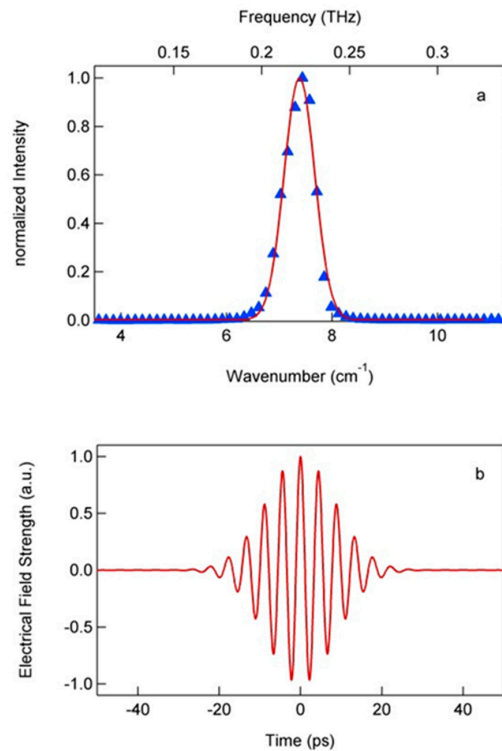 Frequency (THz)
0.15 0.2 0.25 0.3
a
1.0
0.8
0.6
0.4
0.2
0.0
normalized Intensity
4 6 8 10
Wavenumber (cm⁻¹)
b
1.0
0.5
0.0
-0.5
-1.0
Electrical Field Strength (a.u.)
-40 -20 0 20 40
Time (ps)